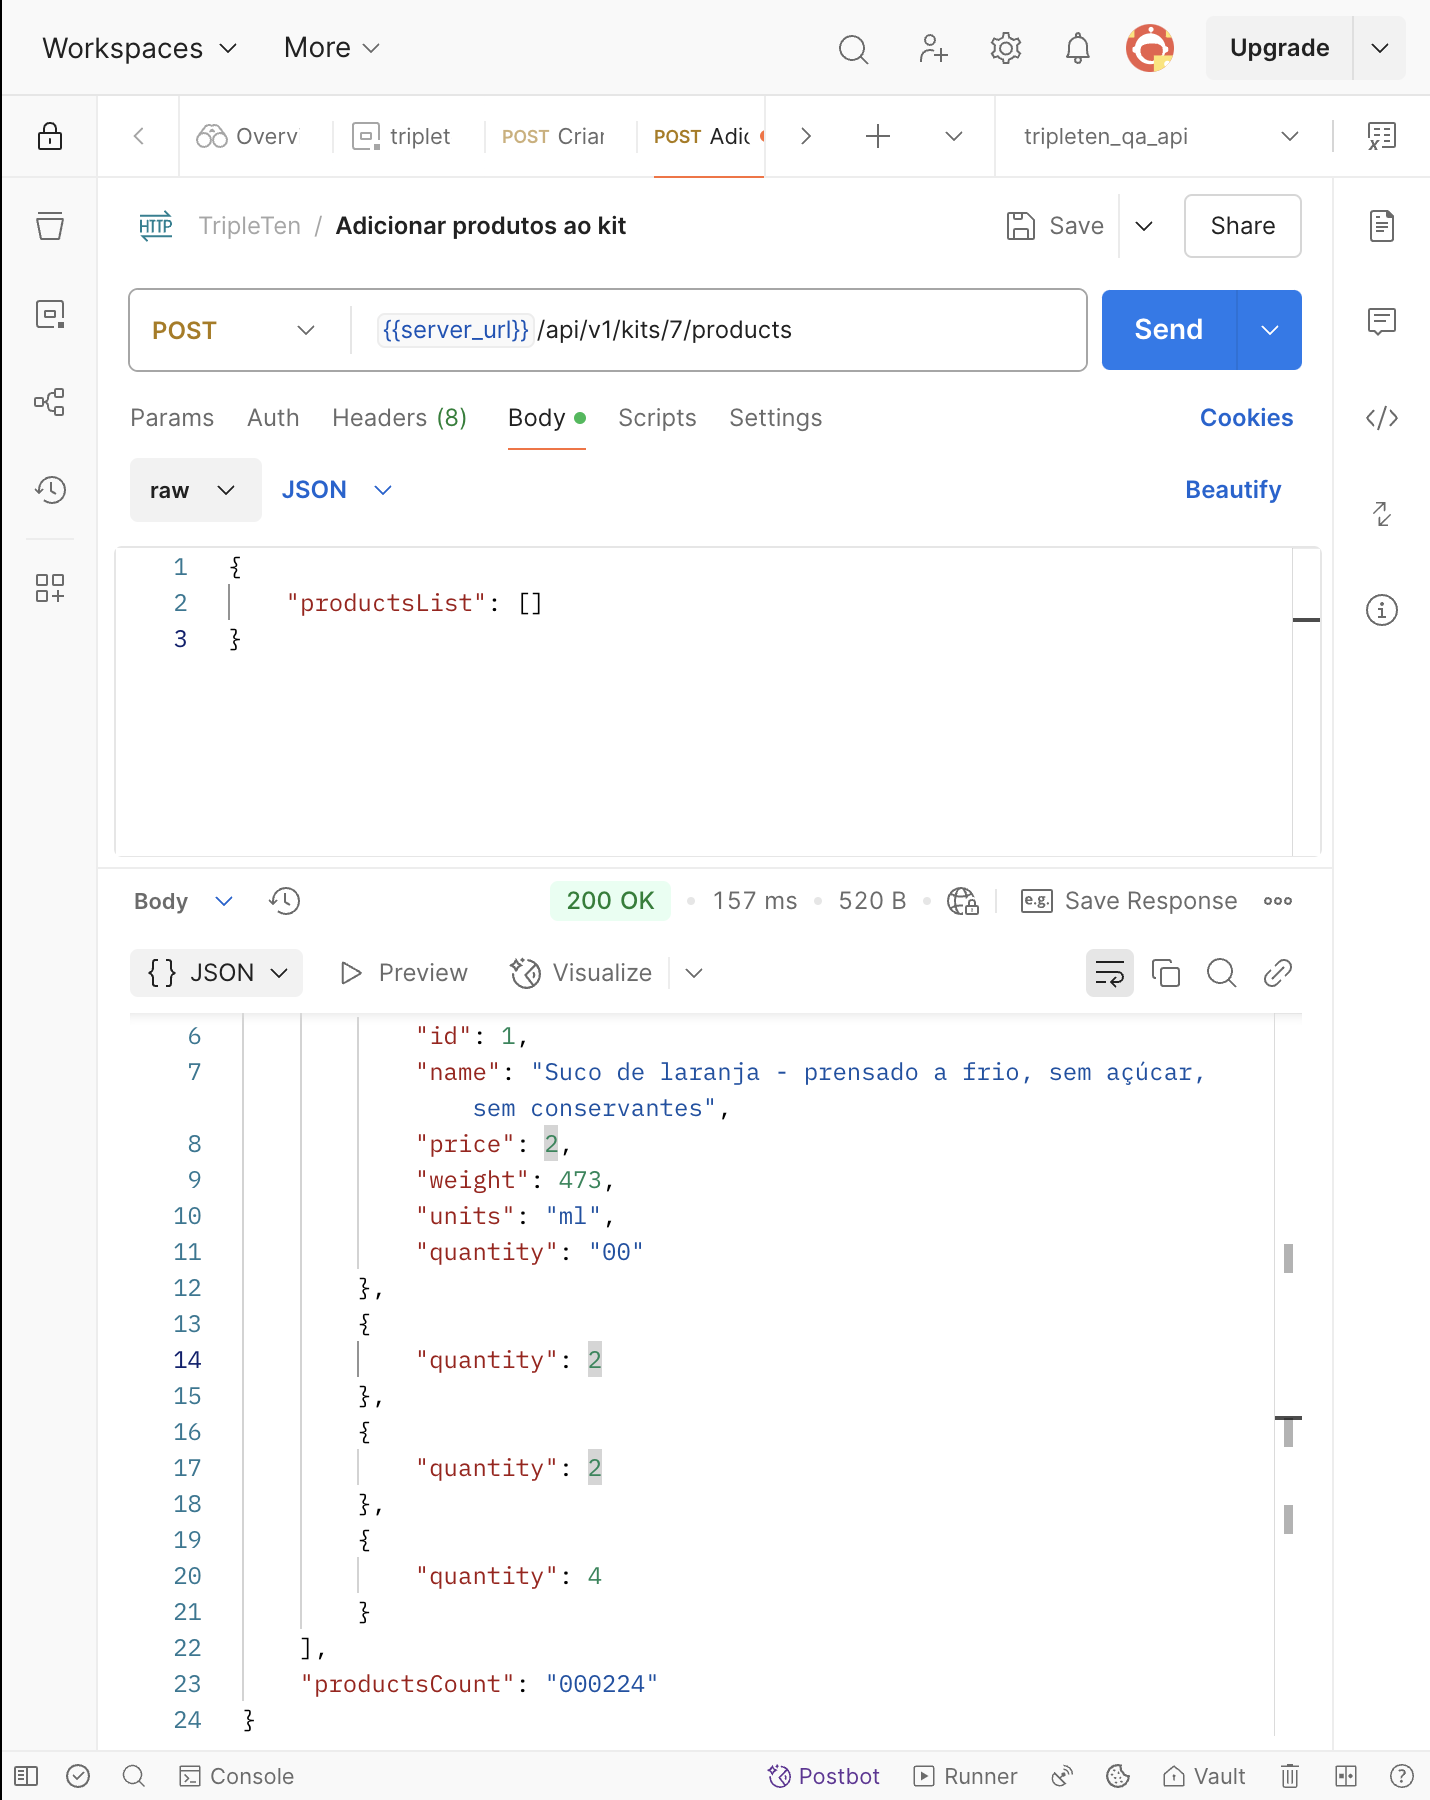 Workspaces More Upgrade
Overv triplet POST Criar POST Adic tripleten_qa_api
HTTP TripleTen / Adicionar produtos ao kit Save Share
POST {{server_url}}/api/v1/kits/7/products Send
Params Auth Headers (8) Body Scripts Settings Cookies
raw JSON Beautify
1 {
2 "productsList": []
3 }
Body 200 OK • 157 ms • 520 B • e.g. Save Response
{} JSON Preview Visualize
6 "id": 1,
7 "name": "Suco de laranja - prensado a frio, sem açúcar,
sem conservantes",
8 "price": 2,
9 "weight": 473,
10 "units": "ml",
11 "quantity": "00"
12 },
13 {
14 "quantity": 2
15 },
16 {
17 "quantity": 2
18 },
19 {
20 "quantity": 4
21 }
22 ],
23 "productsCount": "000224"
24 }
Console Postbot Runner Vault